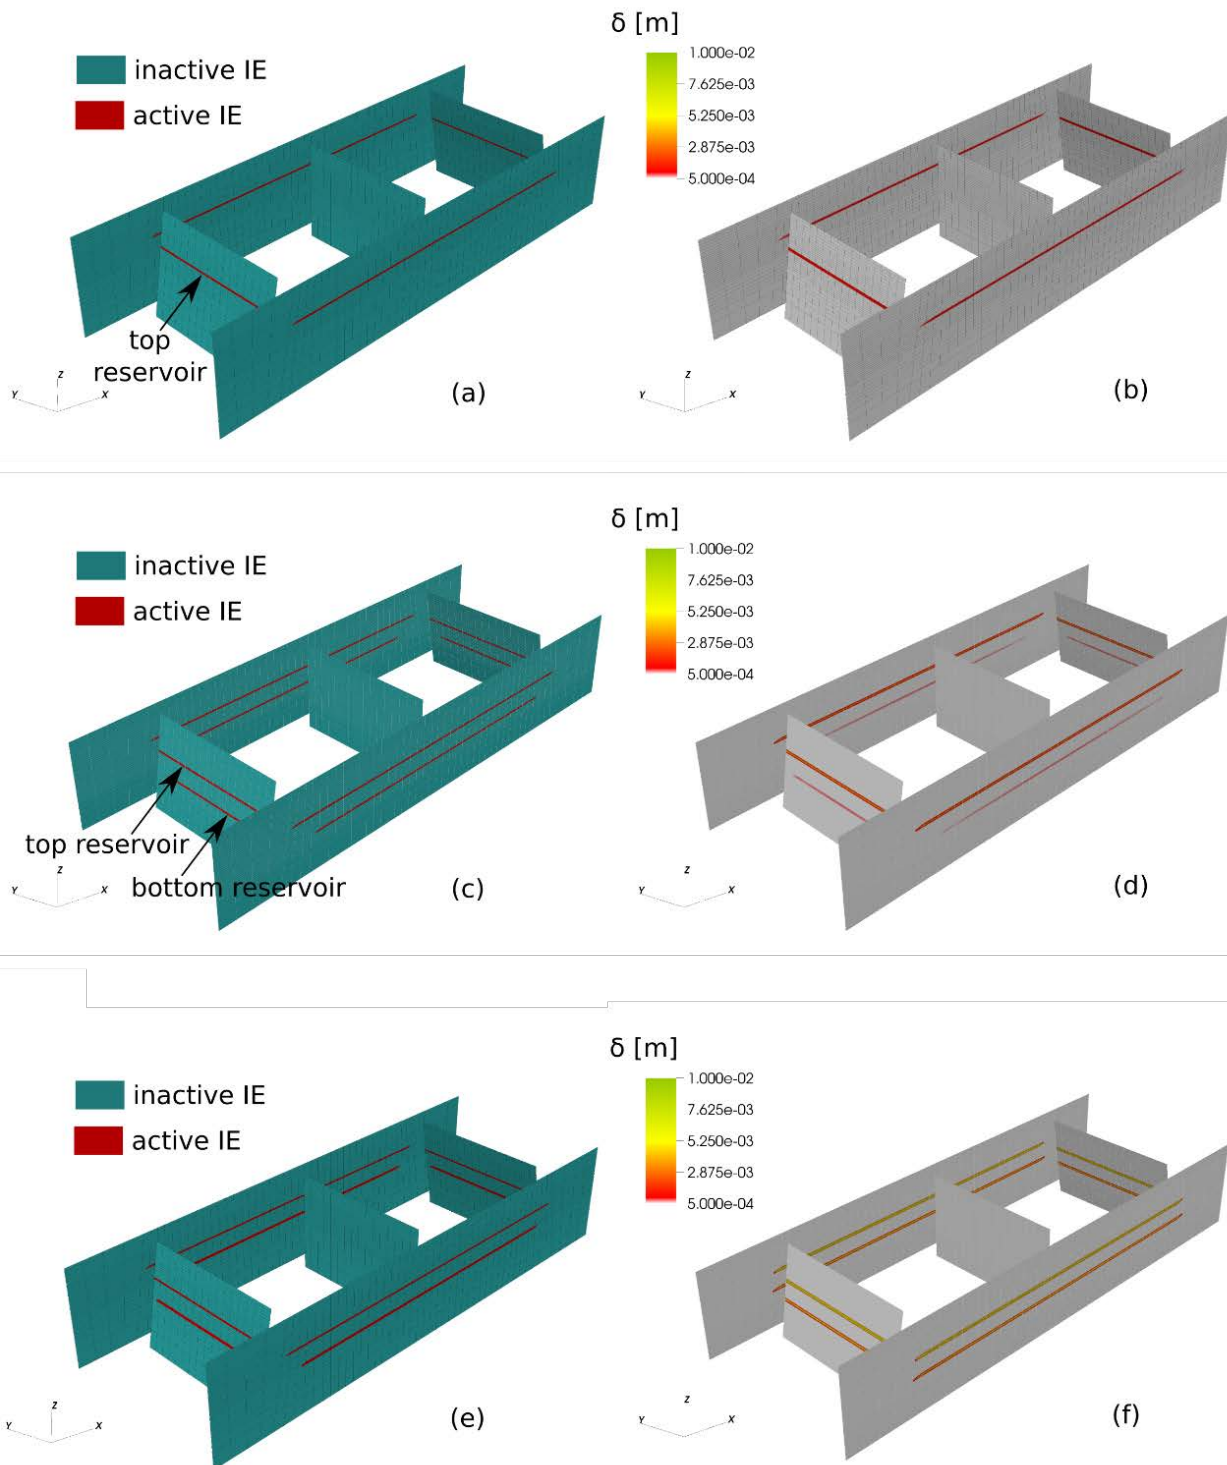 δ [m]
inactive IE
active IE
1.000e-02
7.625e-03
5.250e-03
2.875e-03
5.000e-04
top
reservoir
Z
Y
X
(a)
Z
Y
X
(b)
δ [m]
inactive IE
active IE
1.000e-02
7.625e-03
5.250e-03
2.875e-03
5.000e-04
top reservoir
bottom reservoir
Z
Y
X
(c)
Z
Y
X
(d)
δ [m]
inactive IE
active IE
1.000e-02
7.625e-03
5.250e-03
2.875e-03
5.000e-04
Z
Y
X
(e)
Z
Y
X
(f)